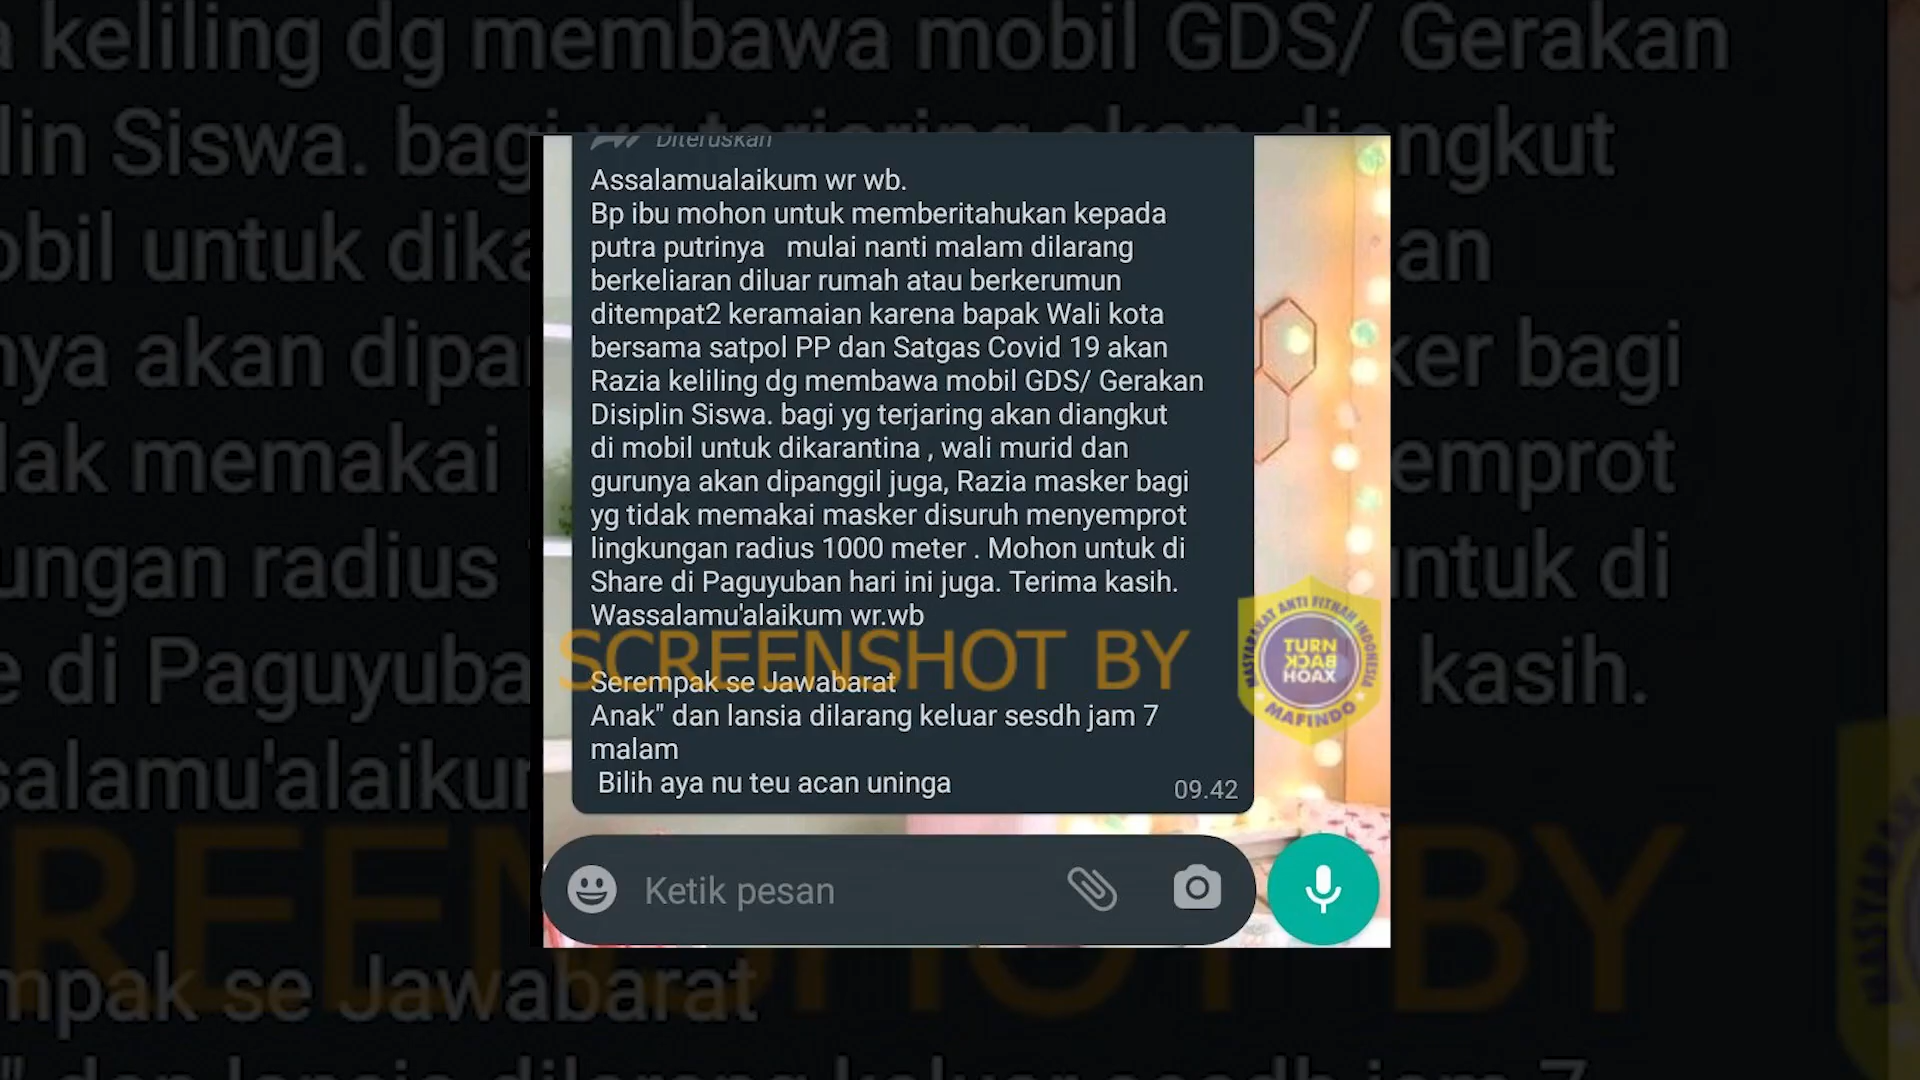 Diteruskan
Assalamualaikum wr wb.
Bp ibu mohon untuk memberitahukan kepada
putra putrinya   mulai nanti malam dilarang
berkeliaran diluar rumah atau berkerumun
ditempat2 keramaian karena bapak Wali kota
bersama satpol PP dan Satgas Covid 19 akan
Razia keliling dg membawa mobil GDS/ Gerakan
Disiplin Siswa. bagi yg terjaring akan diangkut
di mobil untuk dikarantina , wali murid dan
gurunya akan dipanggil juga, Razia masker bagi
yg tidak memakai masker disuruh menyemprot
lingkungan radius 1000 meter . Mohon untuk di
Share di Paguyuban hari ini juga. Terima kasih.
Wassalamu'alaikum wr.wb
SCREENSHOT BY
MASYARAKAT ANTI FITNAH INDONESIA
TURN
BACK
HOAX
MAFINDO
Serempak se Jawabarat
Anak" dan lansia dilarang keluar sesdh jam 7
malam
Bilih aya nu teu acan uninga
09.42
Ketik pesan